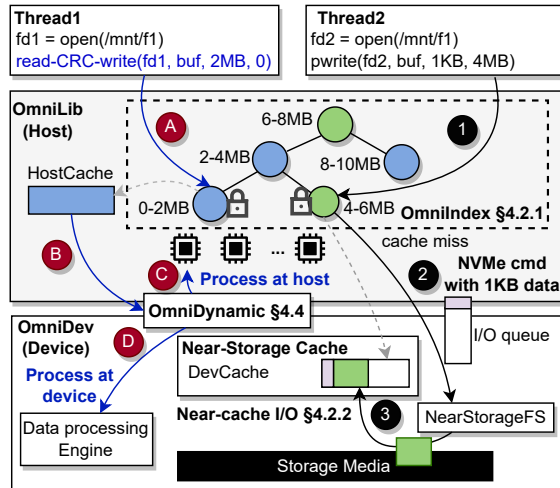 Thread1
fd1 = open(/mnt/f1)
read-CRC-write(fd1, buf, 2MB, 0)
Thread2
fd2 = open(/mnt/f1)
pwrite(fd2, buf, 1KB, 4MB)
OmniLib
(Host)
A
1
6-8MB
2-4MB
8-10MB
HostCache
0-2MB
4-6MB
OmniIndex §4.2.1
cache miss
...
B
C
Process at host
2
NVMe cmd
with 1KB data
OmniDynamic §4.4
I/O queue
OmniDev
(Device)
D
Process at
device
Near-Storage Cache
DevCache
Near-cache I/O §4.2.2
3
NearStorageFS
Data processing
Engine
Storage Media